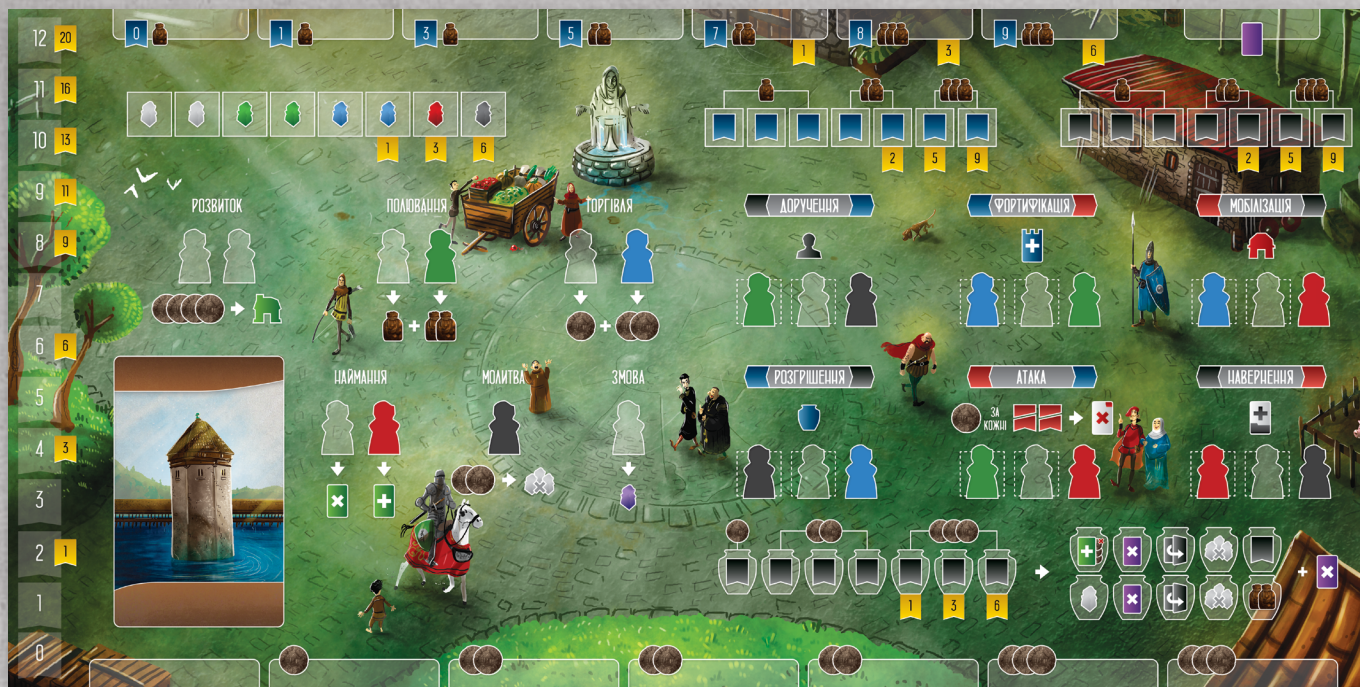 12 20
0
1
3
5
7
8
9
1
3
6
11 16
10 13
1
3
6
2
5
9
2
5
9
9 11
РОЗВИТОК
ПОЛЮВАННЯ
ТОРГІВЛЯ
ДОРУЧЕННЯ
ФОРТИФІКАЦІЯ
МОБІЛІЗАЦІЯ
8 9
7
6 6
НАЙМАННЯ
МОЛИТВА
ЗМОВА
РОЗГРІШЕННЯ
АТАКА
НАВЕРНЕННЯ
5
ЗА
КОЖНІ
4 3
3
2 1
1
1
3
6
0